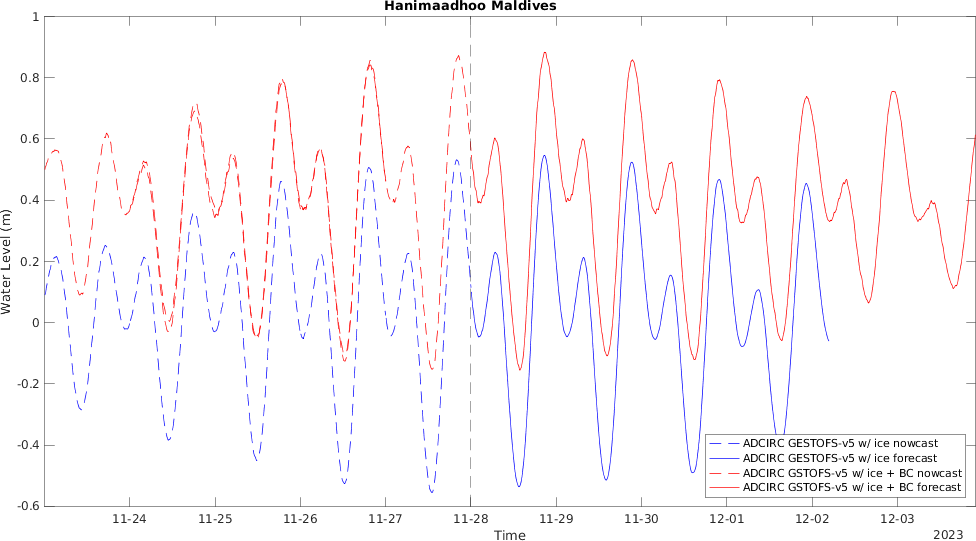 Hanimaadhoo Maldives
1
0.8
0.6
0.4
0.2
0
-0.2
-0.4
-0.6
Water Level (m)
11-24 11-25 11-26 11-27 11-28 11-29 11-30 12-01 12-02 12-03
Time
2023
ADCIRC GESTOFS-v5 w/ ice nowcast
ADCIRC GESTOFS-v5 w/ ice forecast
ADCIRC GSTOFS-v5 w/ ice + BC nowcast
ADCIRC GSTOFS-v5 w/ ice + BC forecast